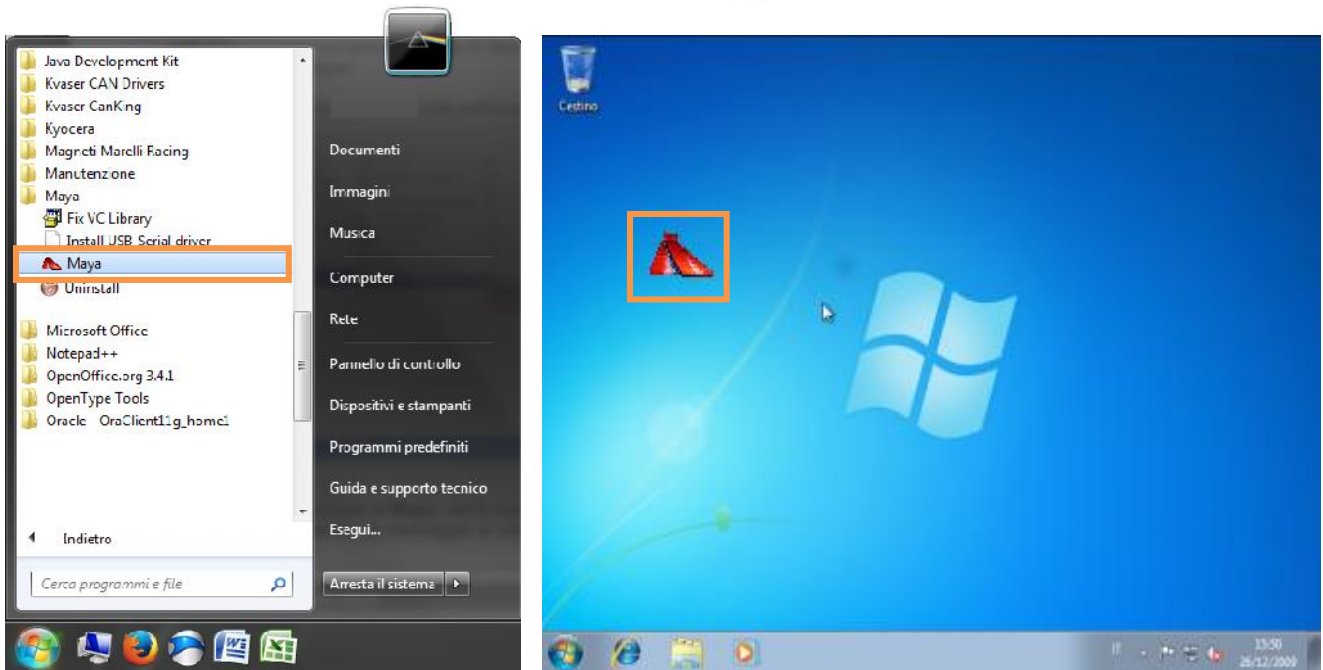 Java Development Kit
Kvaser CAN Drivers
Kvaser CanKing
Kyocera
Magneti Marelli Racing
Manutenzione
Maya
Fix VC Library
Install USB Serial driver
Maya
Uninstall
Microsoft Office
Notepad++
OpenOffice.org 3.4.1
OpenType Tools
Oracle - OraClient11g_home1
Indietro
Cerca programmi e file
Documenti
Immagini
Musica
Computer
Rete
Pannello di controllo
Dispositivi e stampanti
Programmi predefiniti
Guida e supporto tecnico
Esegui...
Arresta il sistema
Cestino
IT
15:50